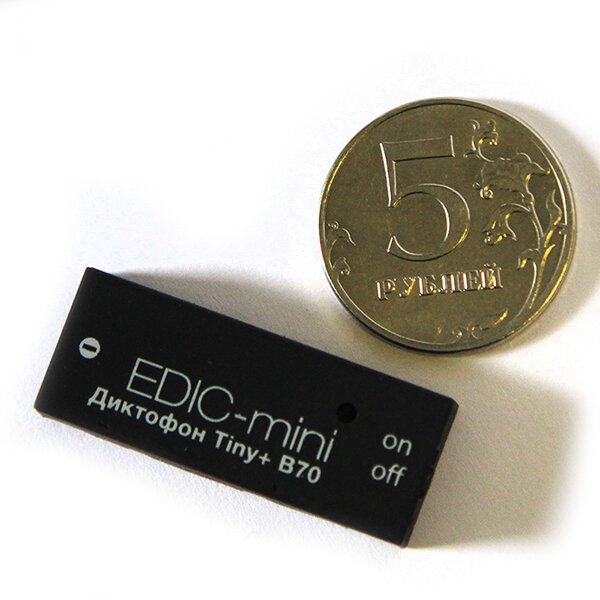 5
РУБЛЕЙ
EDIC-mini
Диктофон Tiny+ B70
on
off